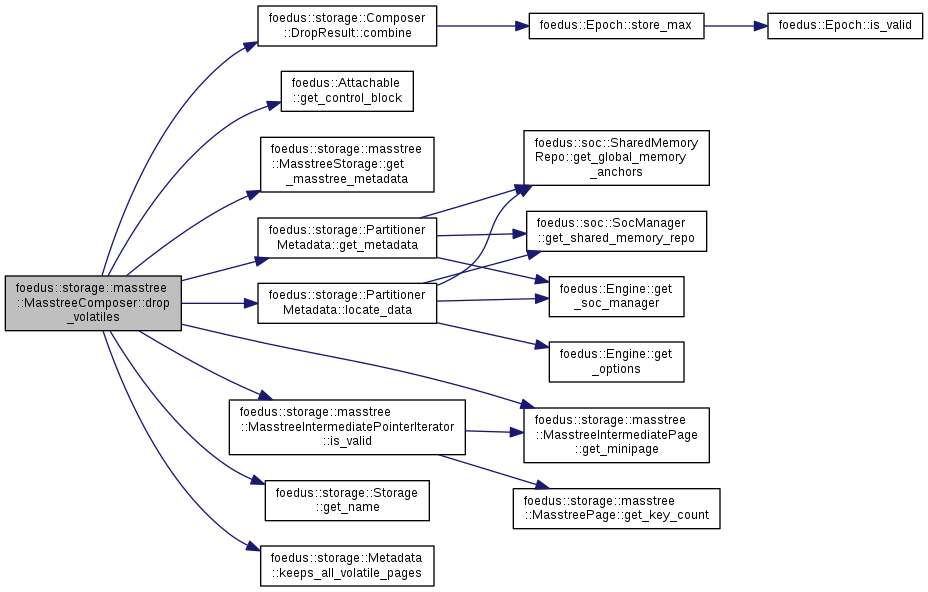 foedus::storage::masstree
::MasstreeComposer::drop
_volatiles
foedus::storage::Composer
::DropResult::combine
foedus::Epoch::store_max
foedus::Epoch::is_valid
foedus::Attachable
::get_control_block
foedus::storage::masstree
::MasstreeStorage::get
_masstree_metadata
foedus::storage::Partitioner
Metadata::get_metadata
foedus::soc::SharedMemory
Repo::get_global_memory
_anchors
foedus::soc::SocManager
::get_shared_memory_repo
foedus::Engine::get
_soc_manager
foedus::storage::Partitioner
Metadata::locate_data
foedus::Engine::get
_options
foedus::storage::masstree
::MasstreeIntermediatePage
::get_minipage
foedus::storage::masstree
::MasstreeIntermediatePointerIterator
::is_valid
foedus::storage::masstree
::MasstreePage::get_key_count
foedus::storage::Storage
::get_name
foedus::storage::Metadata
::keeps_all_volatile_pages